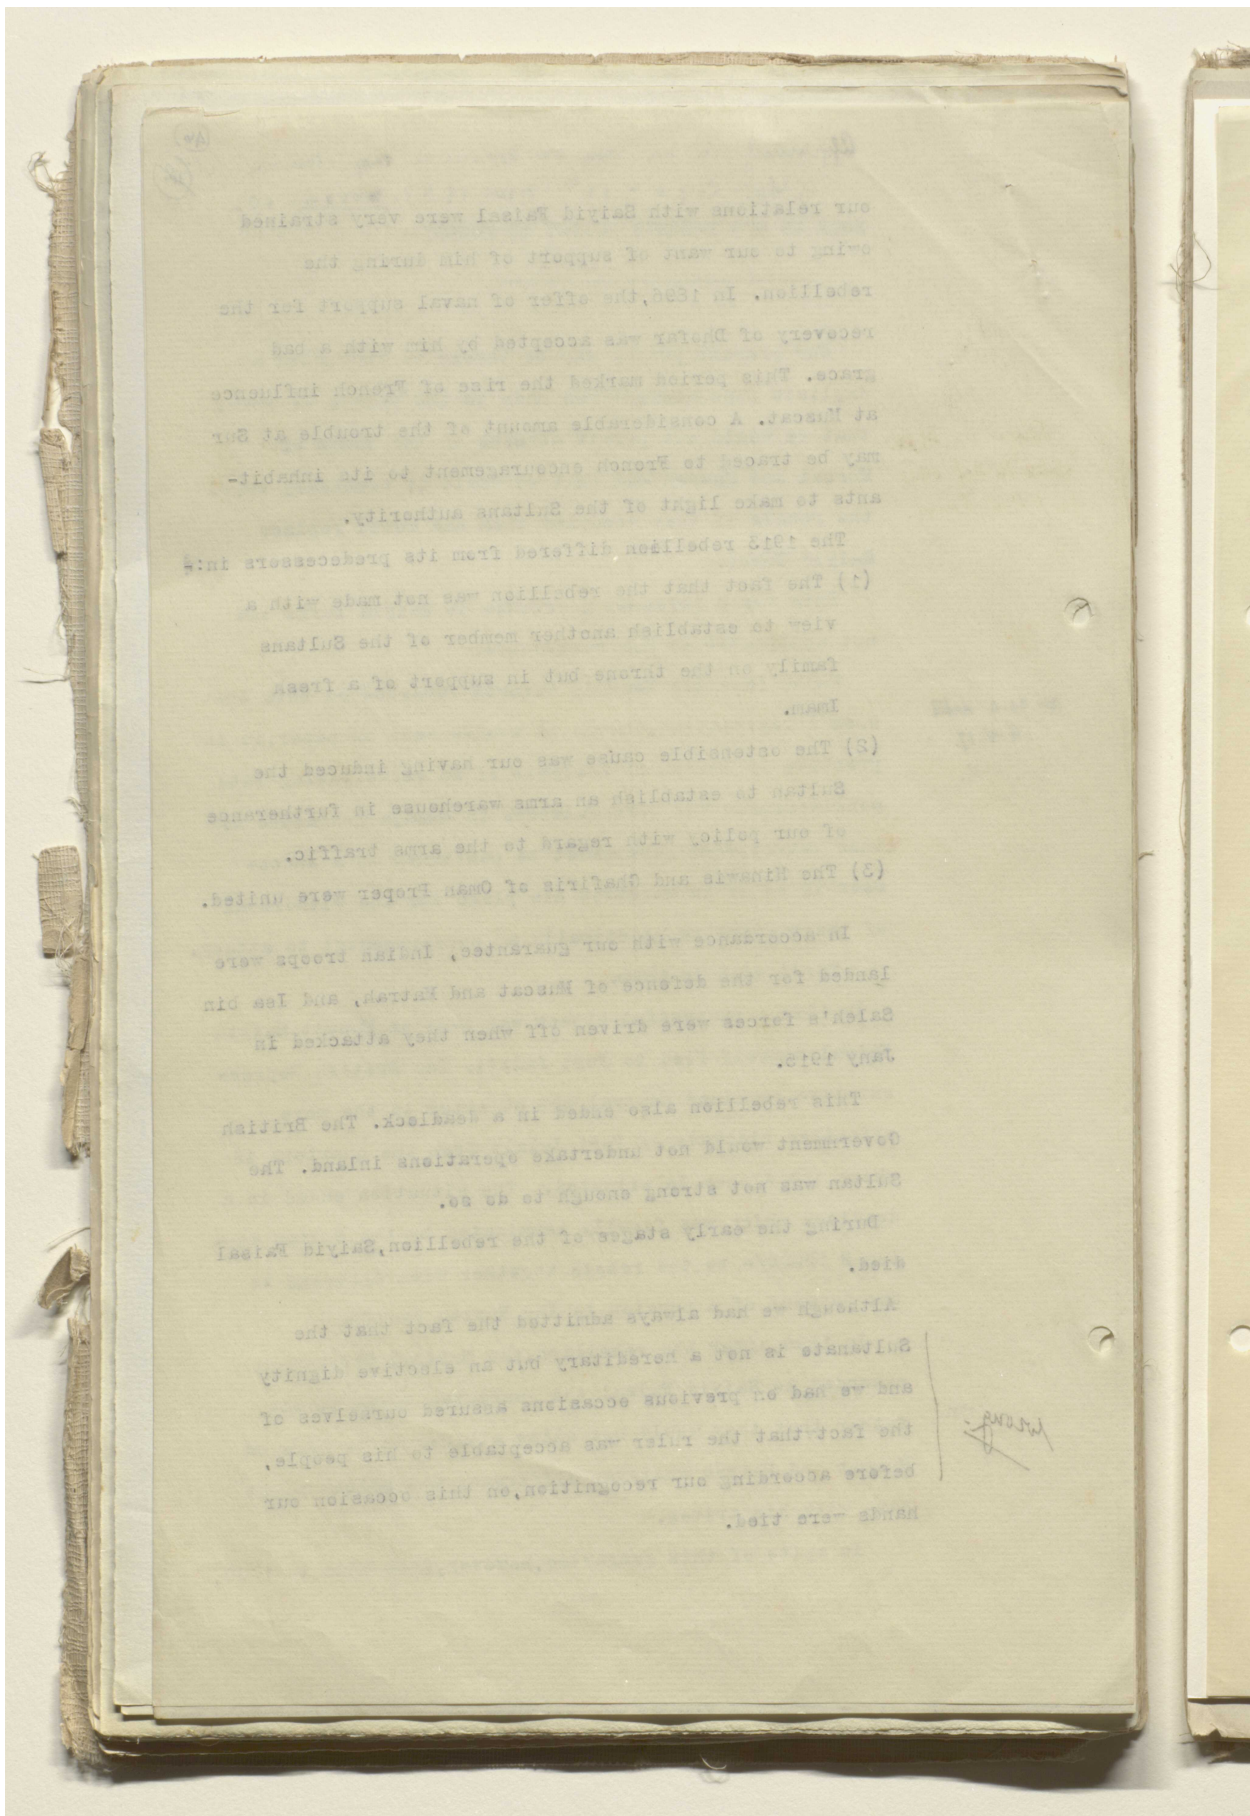 our relations with Saiyid Faisal were very strained
owing to our want of support of him during the
rebellion. In 1896, the offer of naval support for the
recovery of Dhofar was accepted by him with a bad
grace. This period marked the rise of French influence
at Muscat. A considerable amount of the trouble at Sur
may be traced to French encouragement to its inhabit-
ants to make light of the Sultans authority.
The 1913 rebellion differed from its predecessors in:-
(1) The fact that the rebellion was not made with a
view to establish another member of the Sultans
family on the throne but in support of a fresh
Imam.
(2) The ostensible cause was our having induced the
Sultan to establish an arms warehouse in furtherance
of our policy with regard to the arms traffic.
(3) The Hinawis and Ghafiris of Oman Proper were united.
In accordance with our guarantee, Indian troops were
landed for the defence of Muscat and Matrah, and Isa bin
Saleh's forces were driven off when they attacked in
Jany 1915.
This rebellion also ended in a deadlock. The British
Government would not undertake operations inland. The
Sultan was not strong enough to do so.
During the early stages of the rebellion, Saiyid Faisal
died.
Although we had always admitted the fact that the
Sultanate is not a hereditary but an elective dignity
and we had on previous occasions assured ourselves of
the fact that the ruler was acceptable to his people,
before according our recognition, on this occasion our
hands were tied.
wrong.